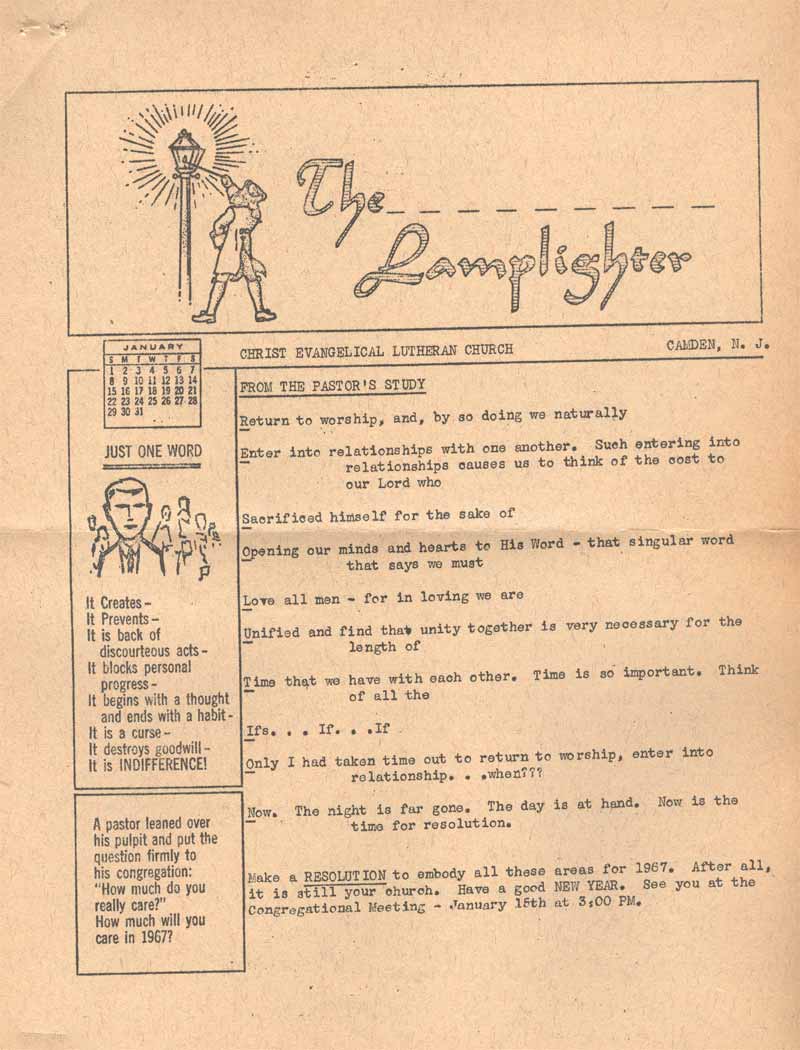 The
Lamplighter
CHRIST EVANGELICAL LUTHERAN CHURCH
CAMDEN, N. J.
JANUARY
S M T W T F S
1 2 3 4 5 6 7
8 9 10 11 12 13 14
15 16 17 18 19 20 21
22 23 24 25 26 27 28
29 30 31
JUST ONE WORD
It Creates-
It Prevents-
It is back of
discourteous acts-
It blocks personal
progress-
It begins with a thought
and ends with a habit-
It is a curse-
It destroys goodwill-
It is INDIFFERENCE!
A pastor leaned over
his pulpit and put the
question firmly to
his congregation:
"How much do you
really care?"
How much will you
care in 1967?
FROM THE PASTOR'S STUDY
Return to worship, and, by so doing we naturally
Enter into relationships with one another. Such entering into
relationships causes us to think of the cost to
our Lord who
Sacrificed himself for the sake of
Opening our minds and hearts to His Word - that singular word
that says we must
Love all men - for in loving we are
Unified and find that unity together is very necessary for the
length of
Time that we have with each other. Time is so important. Think
of all the
Ifs. . . If. . .If
Only I had taken time out to return to worship, enter into
relationship. . .when???
Now. The night is far gone. The day is at hand. Now is the
time for resolution.
Make a RESOLUTION to embody all these areas for 1967. After all,
it is still your church. Have a good NEW YEAR. See you at the
Congregational Meeting - January 15th at 3:00 PM.